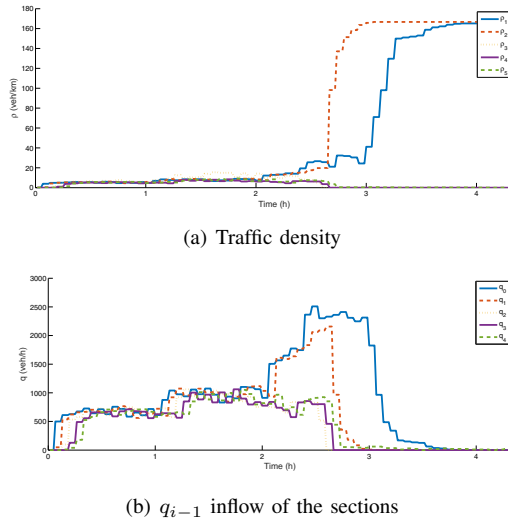 180
160
140
120
100
80
60
40
20
0
ρ (veh/km)
ρ1
ρ2
ρ3
ρ4
ρ5
0 1 2 3 4
Time (h)
(a) Traffic density
3000
2500
2000
1500
1000
500
0
q (veh/h)
q0
q1
q2
q3
q4
0 1 2 3 4
Time (h)
(b) qi−1 inflow of the sections